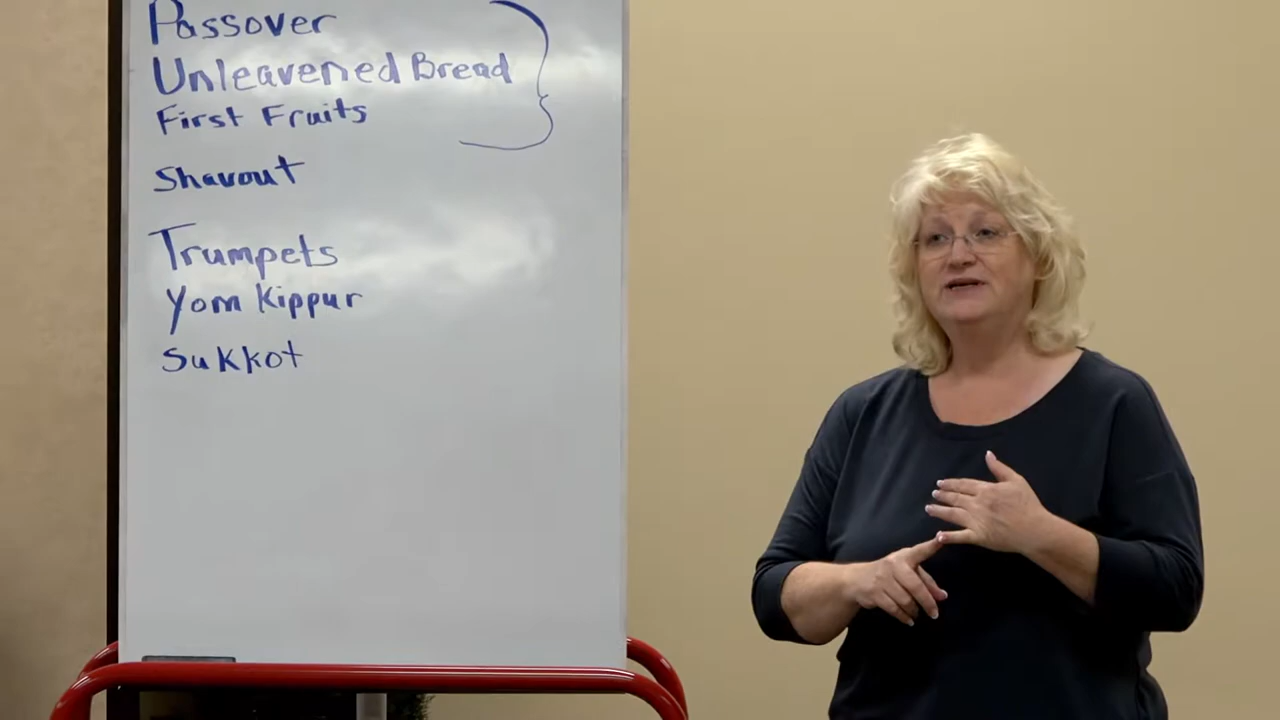 Passover
Unleavened Bread
First Fruits
Shavout
Trumpets
Yom Kippur
Sukkot